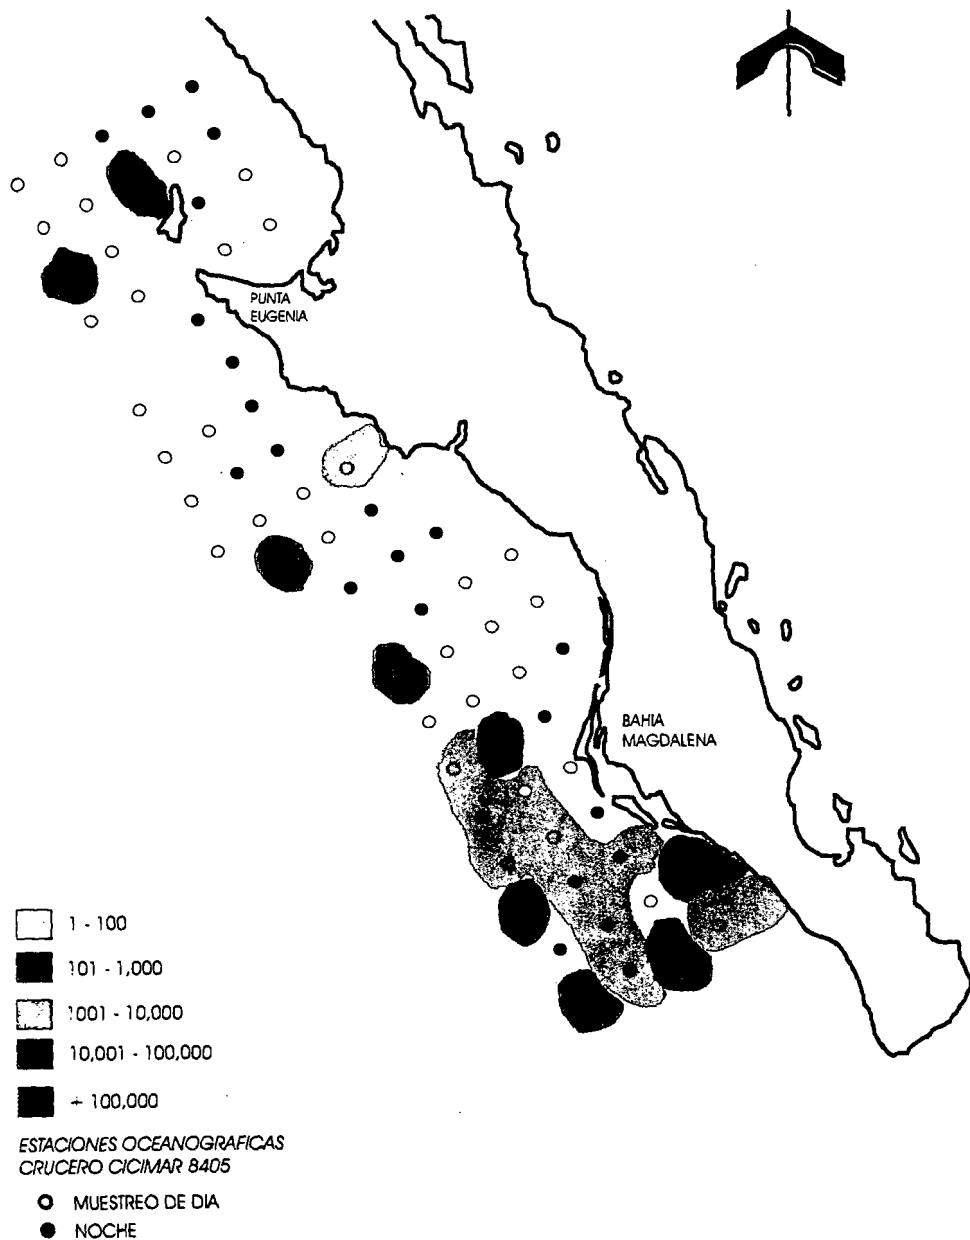 PUNTA
EUGENIA
BAHIA
MAGDALENA
1 - 100
101 - 1,000
1001 - 10,000
10,001 - 100,000
+ 100,000
ESTACIONES OCEANOGRAFICAS
CRUCERO CICIMAR 8405
MUESTREO DE DIA
NOCHE